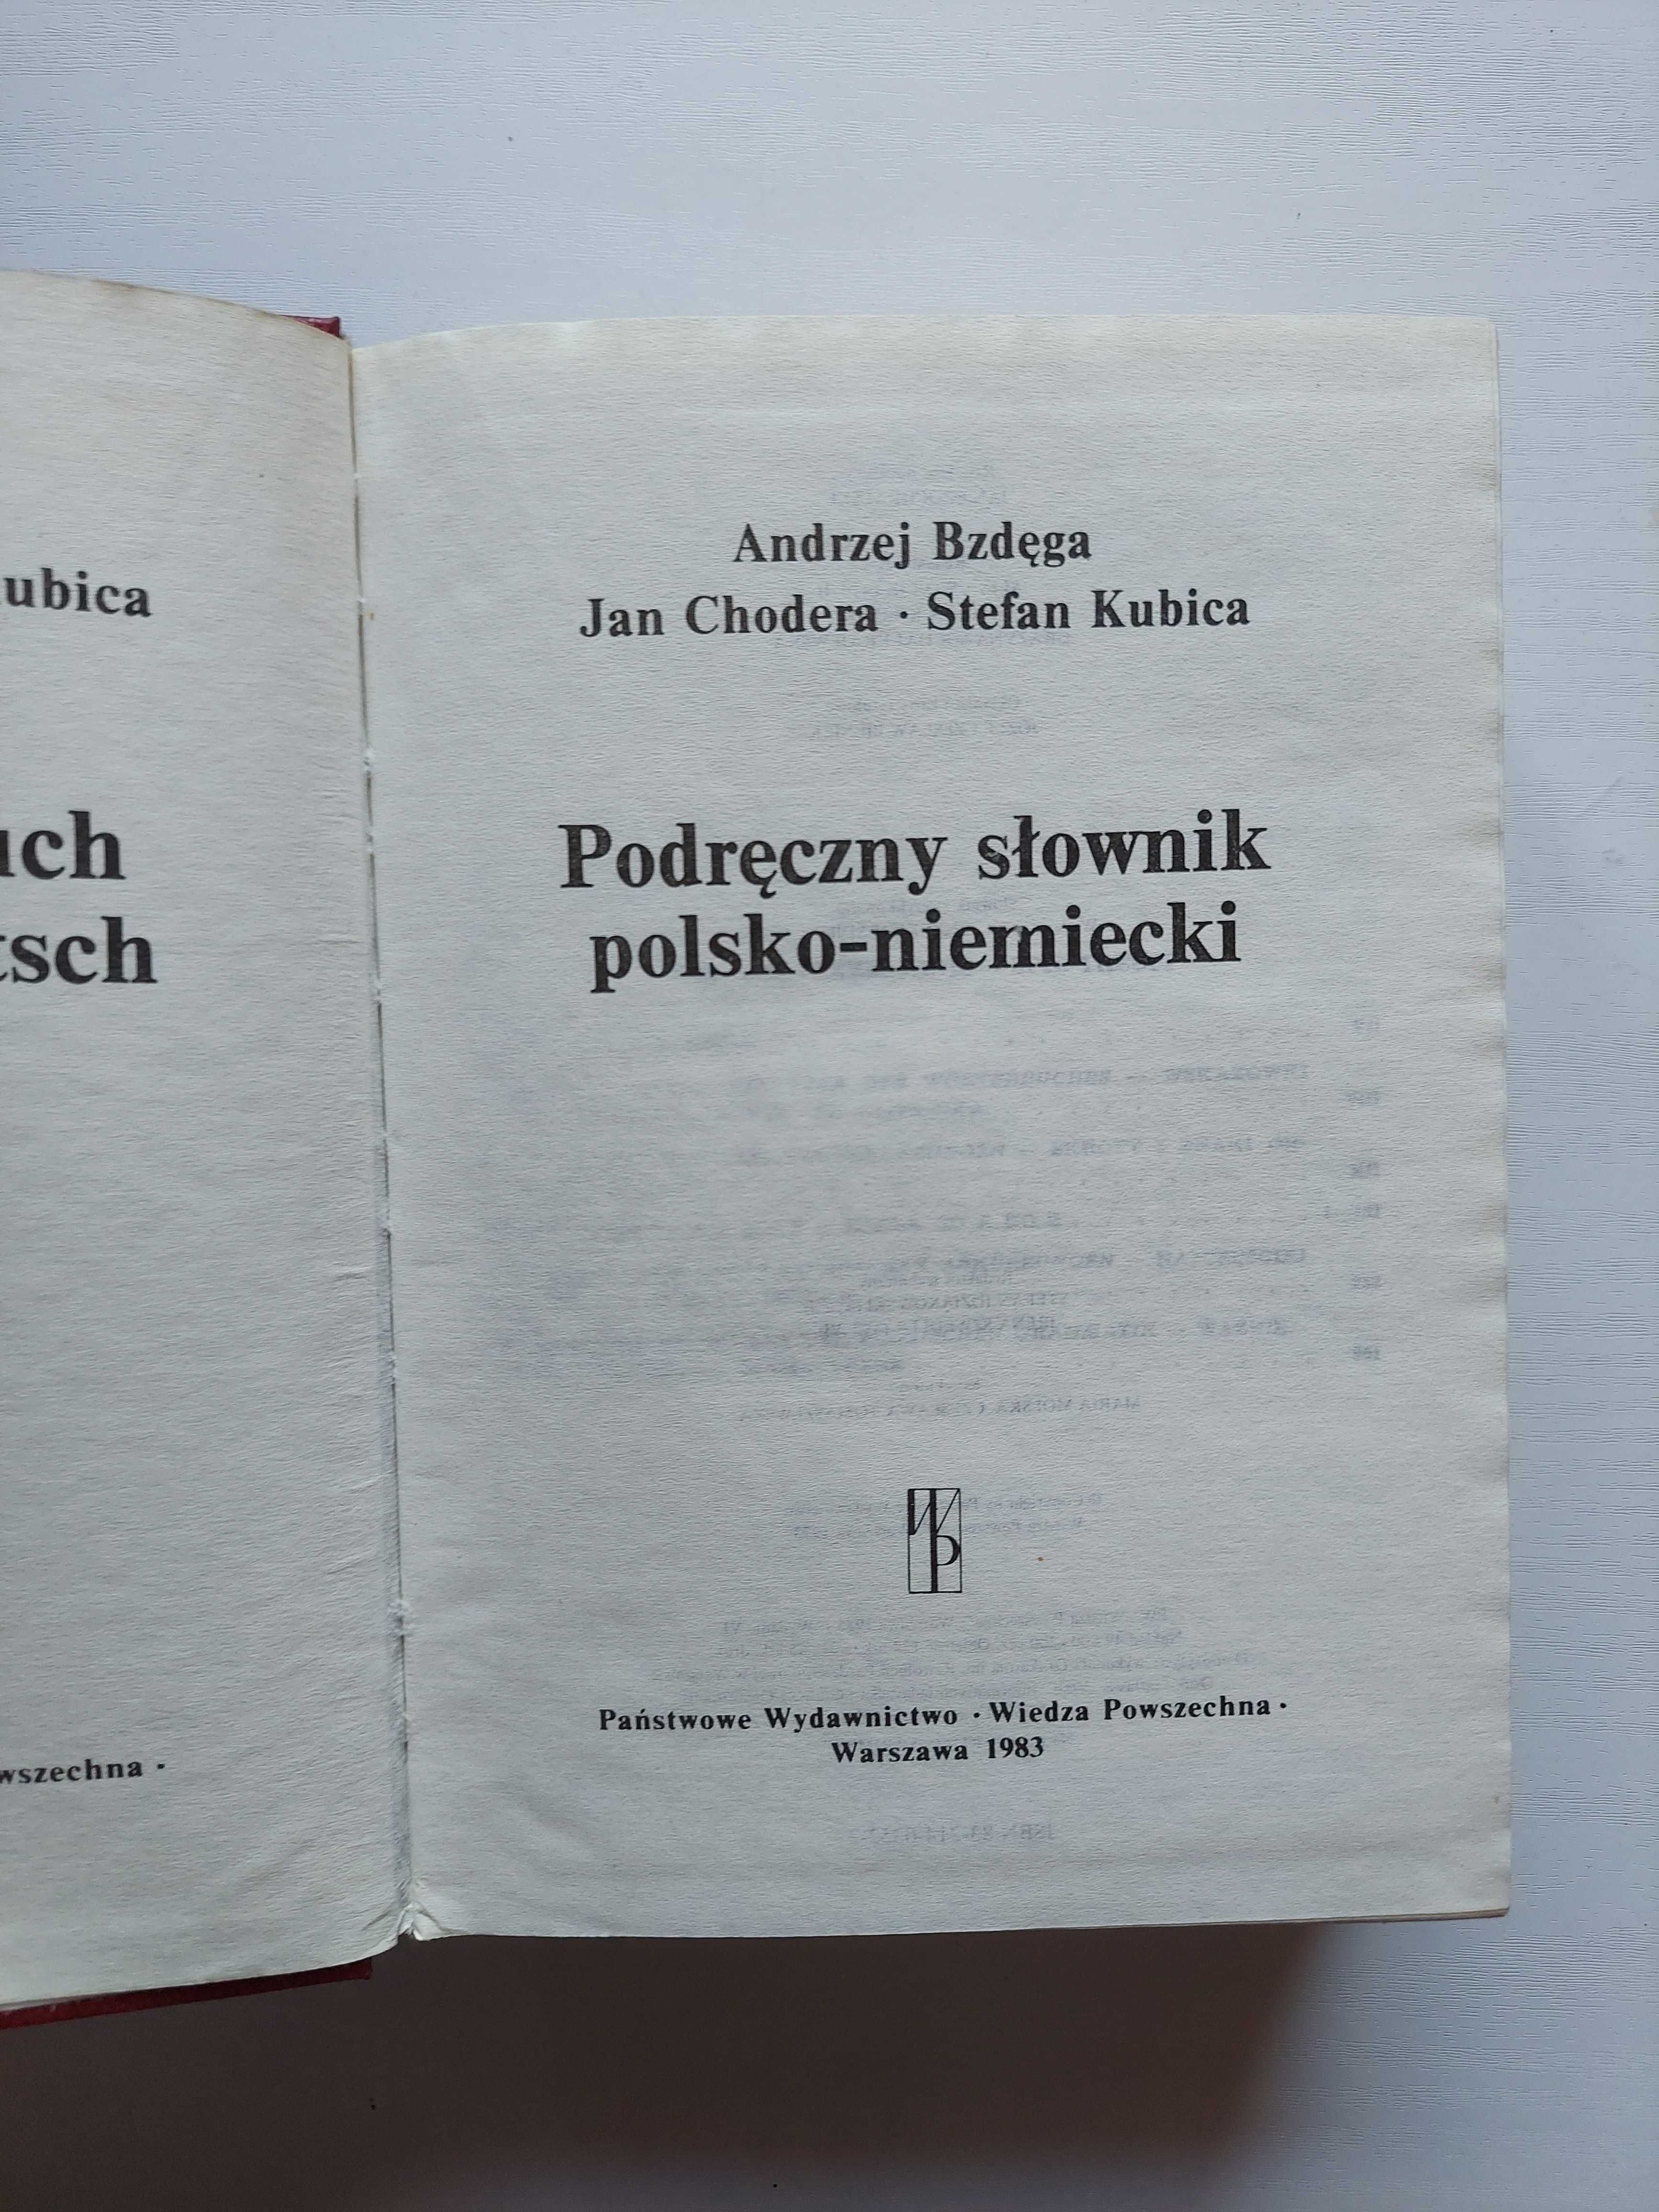 ubica
uch
tsch
wszechna ·
Andrzej Bzdęga
Jan Chodera · Stefan Kubica
Podręczny słownik
polsko-niemiecki
WP
Państwowe Wydawnictwo · Wiedza Powszechna ·
Warszawa 1983